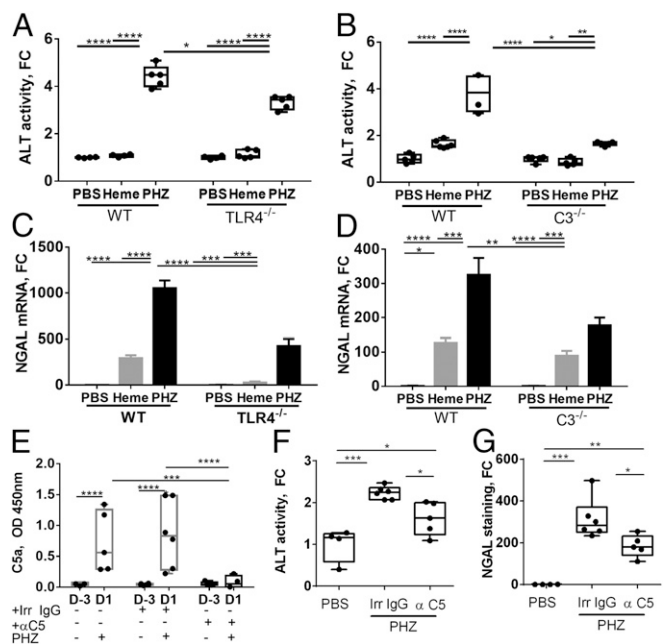 A
ALT activity, FC
6
4
2
0
**** **** * **** ****
PBS Heme PHZ PBS Heme PHZ
WT TLR4-/-
B
ALT activity, FC
6
4
2
0
**** **** **** * **
PBS Heme PHZ PBS Heme PHZ
WT C3-/-
C
NGAL mRNA, FC
1500
1000
500
0
**** **** **** *** ***
PBS Heme PHZ PBS Heme PHZ
WT TLR4-/-
D
NGAL mRNA, FC
400
300
200
100
0
**** *** ** **** ***
*
PBS Heme PHZ PBS Heme PHZ
WT C3-/-
E
C5a, OD 450nm
2.0
1.5
1.0
0.5
0.0
****
***
**** ****
D-3 D1 D-3 D1 D-3 D1
+Irr IgG - - + + - -
+αC5 - - - - + +
PHZ - + - + - +
F
ALT activity, FC
4
3
2
1
0
*
*** *
PBS Irr IgG α C5
PHZ
G
NGAL staining, FC
600
400
200
0
**
*** *
PBS Irr IgG α C5
PHZ